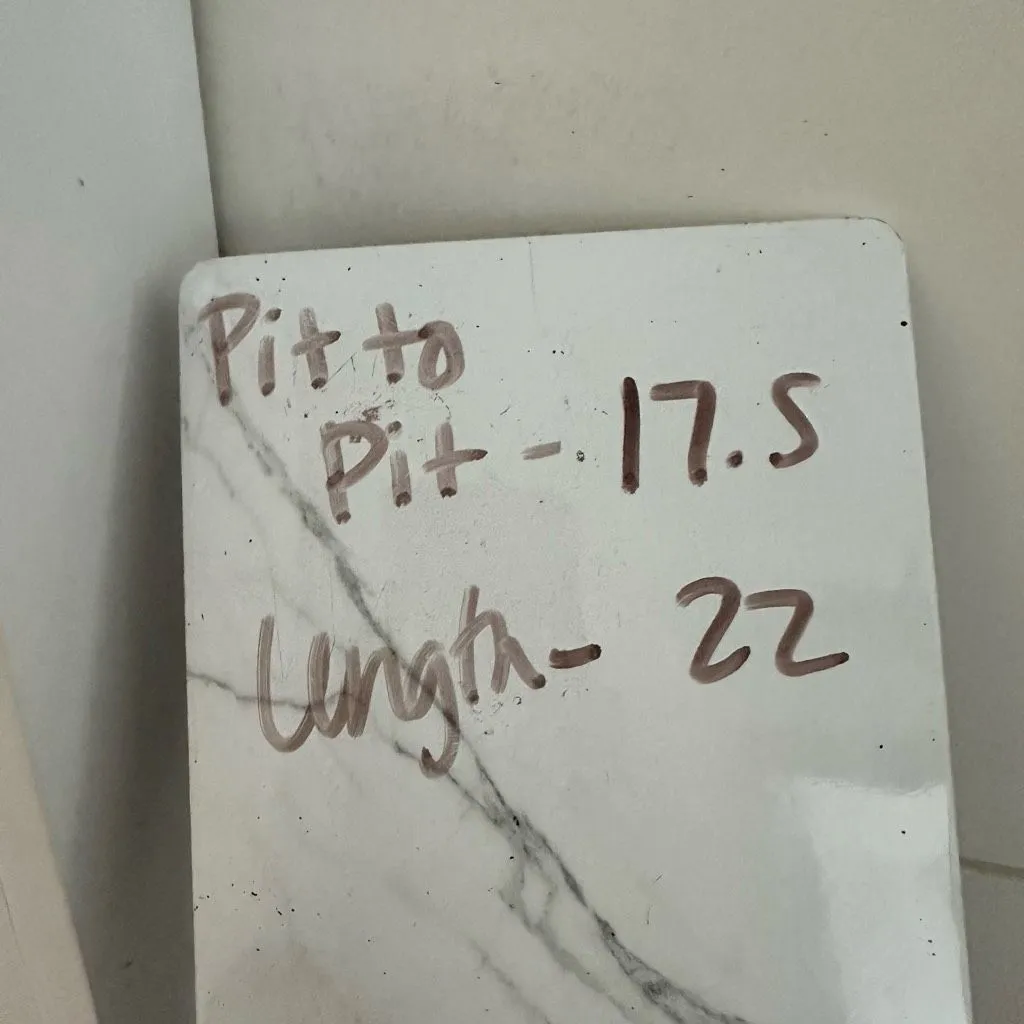 Pit to
Pit - 17.5
Length - 22